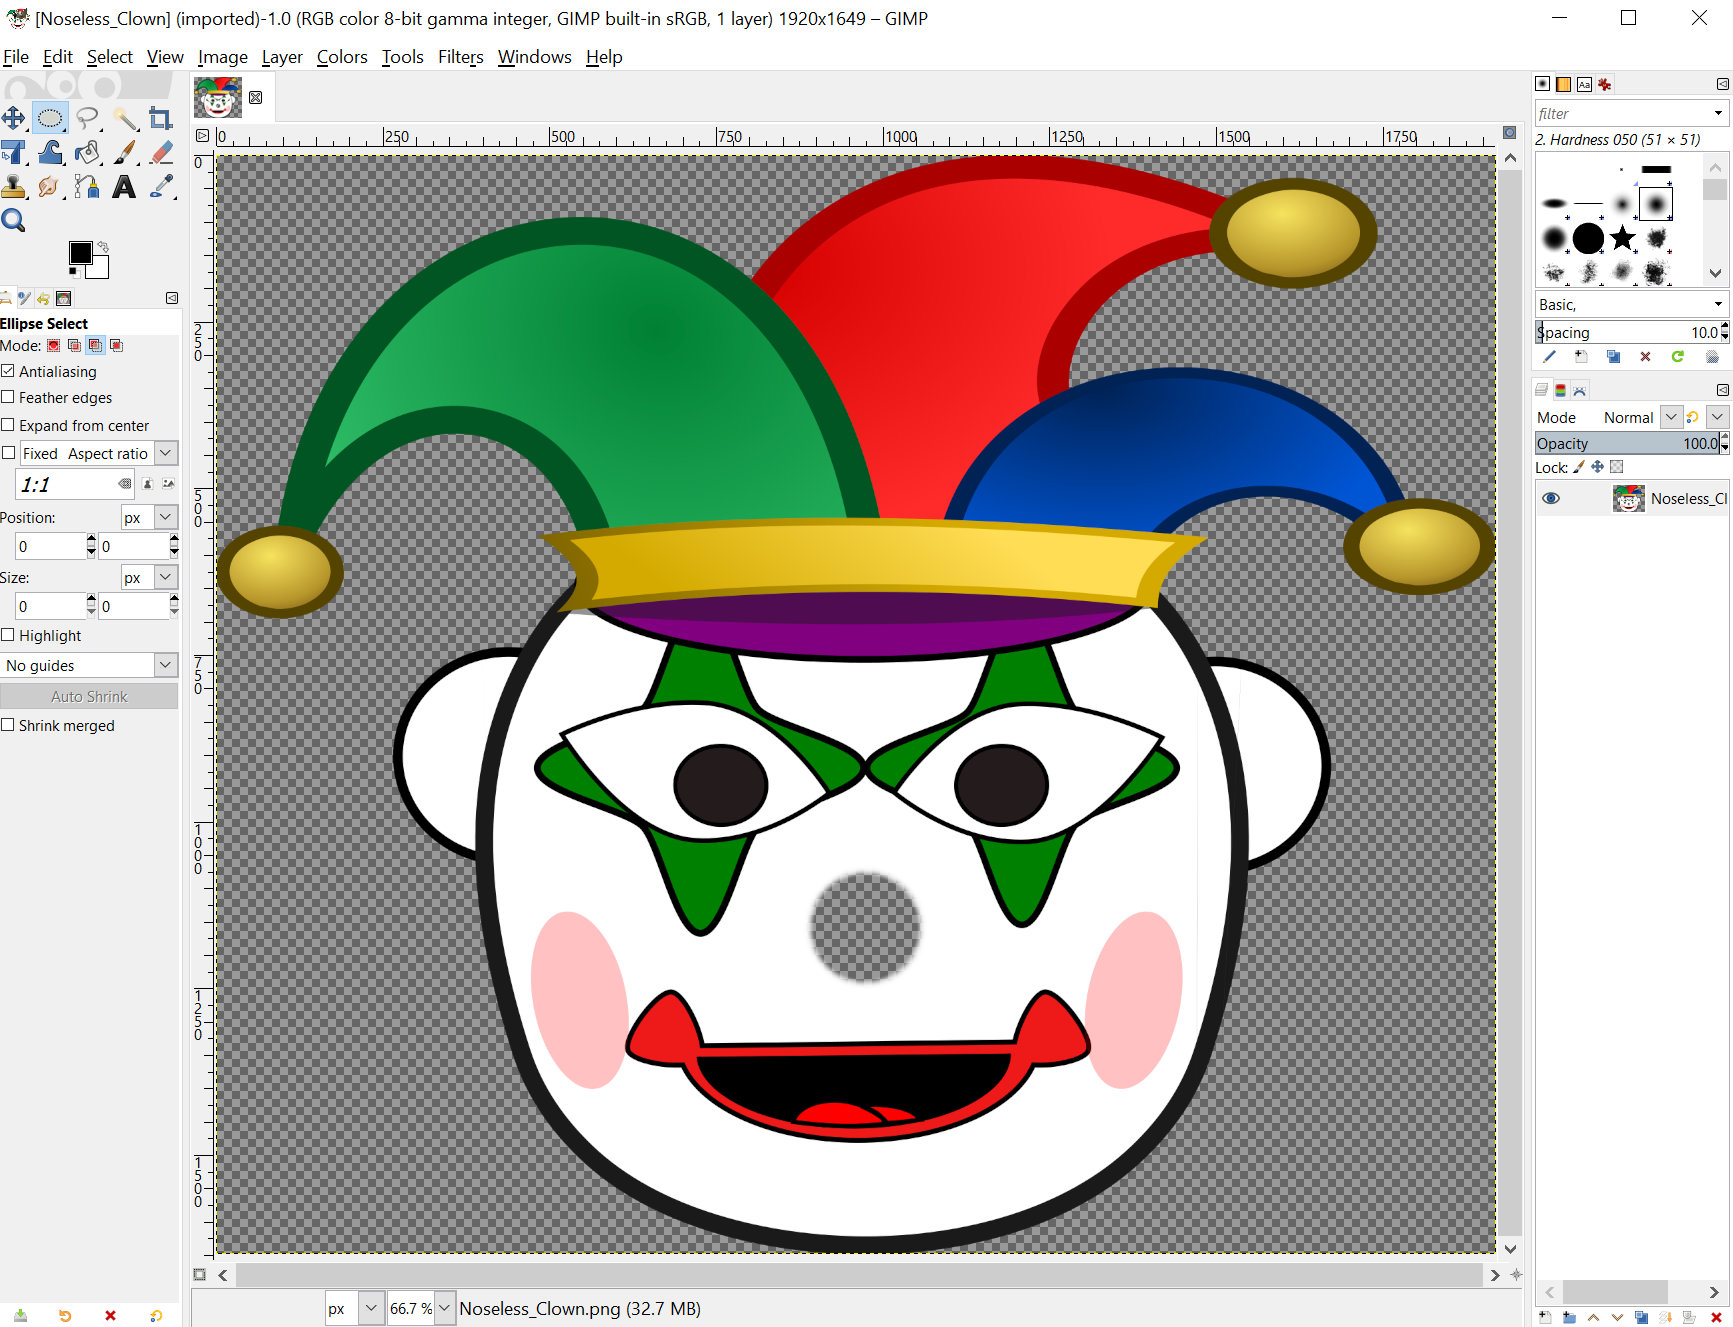 [Noseless_Clown] (imported)-1.0 (RGB color 8-bit gamma integer, GIMP built-in sRGB, 1 layer) 1920x1649 – GIMP
File Edit Select View Image Layer Colors Tools Filters Windows Help
Ellipse Select
Mode:
Antialiasing
Feather edges
Expand from center
Fixed Aspect ratio
1:1
Position: px
0 0
Size: px
0 0
Highlight
No guides
Auto Shrink
Shrink merged
0 250 500 750 1000 1250 1500 1750
0
250
500
750
1000
1250
1500
px 66.7 % Noseless_Clown.png (32.7 MB)
Aa
filter
2. Hardness 050 (51 × 51)
Basic,
Spacing 10.0
Mode Normal
Opacity 100.0
Lock:
Noseless_Cl